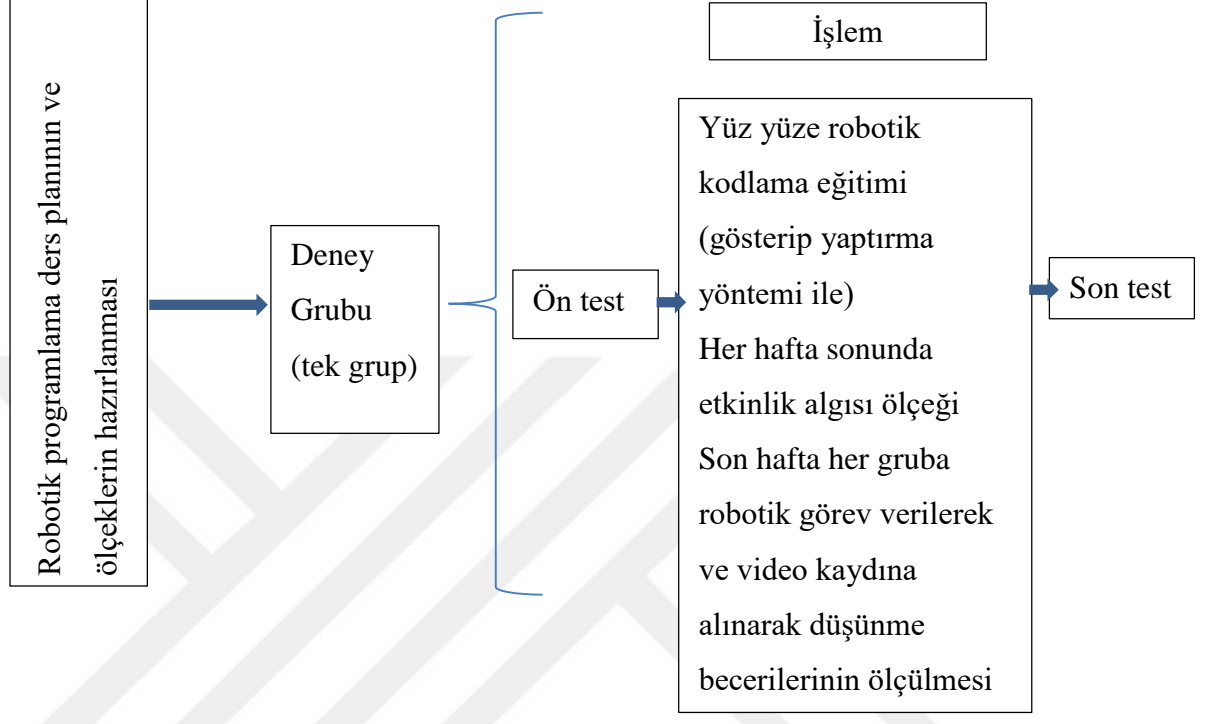 Robotik programlama ders planının ve
ölçeklerin hazırlanması
Deney
Grubu
(tek grup)
Ön test
İşlem
Yüz yüze robotik
kodlama eğitimi
(gösterip yaptırma
yöntemi ile)
Her hafta sonunda
etkinlik algısı ölçeği
Son hafta her gruba
robotik görev verilerek
ve video kaydına
alınarak düşünme
becerilerinin ölçülmesi
Son test